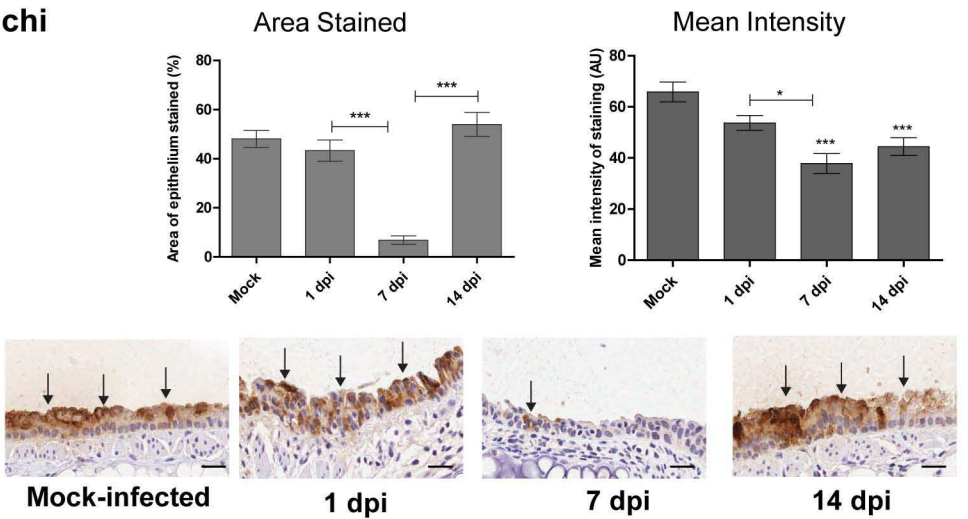 chi
Area Stained
Mean Intensity
Area of epithelium stained (%)
80
60
40
20
0
***
***
Mock
1 dpi
7 dpi
14 dpi
Mean intensity of staining (AU)
80
60
40
20
0
*
***
***
Mock
1 dpi
7 dpi
14 dpi
Mock-infected
1 dpi
7 dpi
14 dpi